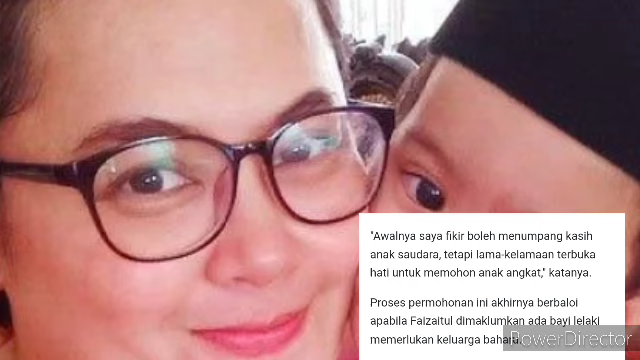 "Awalnya saya fikir boleh menumpang kasih
anak saudara, tetapi lama-kelamaan terbuka
hati untuk memohon anak angkat," katanya.
Proses permohonan ini akhirnya berbaloi
apabila Faizaitul dimaklumkan ada bayi lelaki
memerlukan keluarga baharu.
PowerDirector